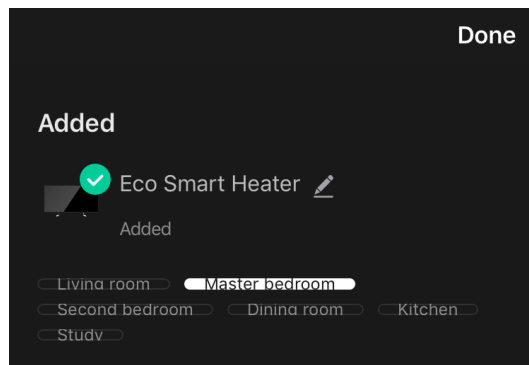 Done
Added
Eco Smart Heater
Added
Living room Master bedroom
Second bedroom Dining room Kitchen
Study